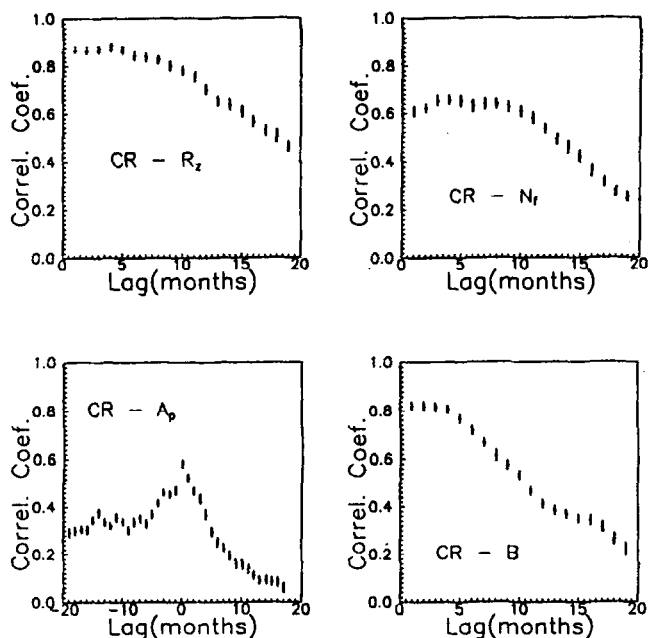 1.0
0.8
0.6
0.4
0.2
0.0
Correl. Coef.
CR – R_z
0 5 10 15 20
Lag(months)
1.0
0.8
0.6
0.4
0.2
0.0
Correl. Coef.
CR – N_f
0 5 10 15 20
Lag(months)
1.0
0.8
0.6
0.4
0.2
0.0
Correl. Coef.
CR – A_p
-20 -10 0 10 20
Lag(months)
1.0
0.8
0.6
0.4
0.2
0.0
Correl. Coef.
CR – B
0 5 10 15 20
Lag(months)